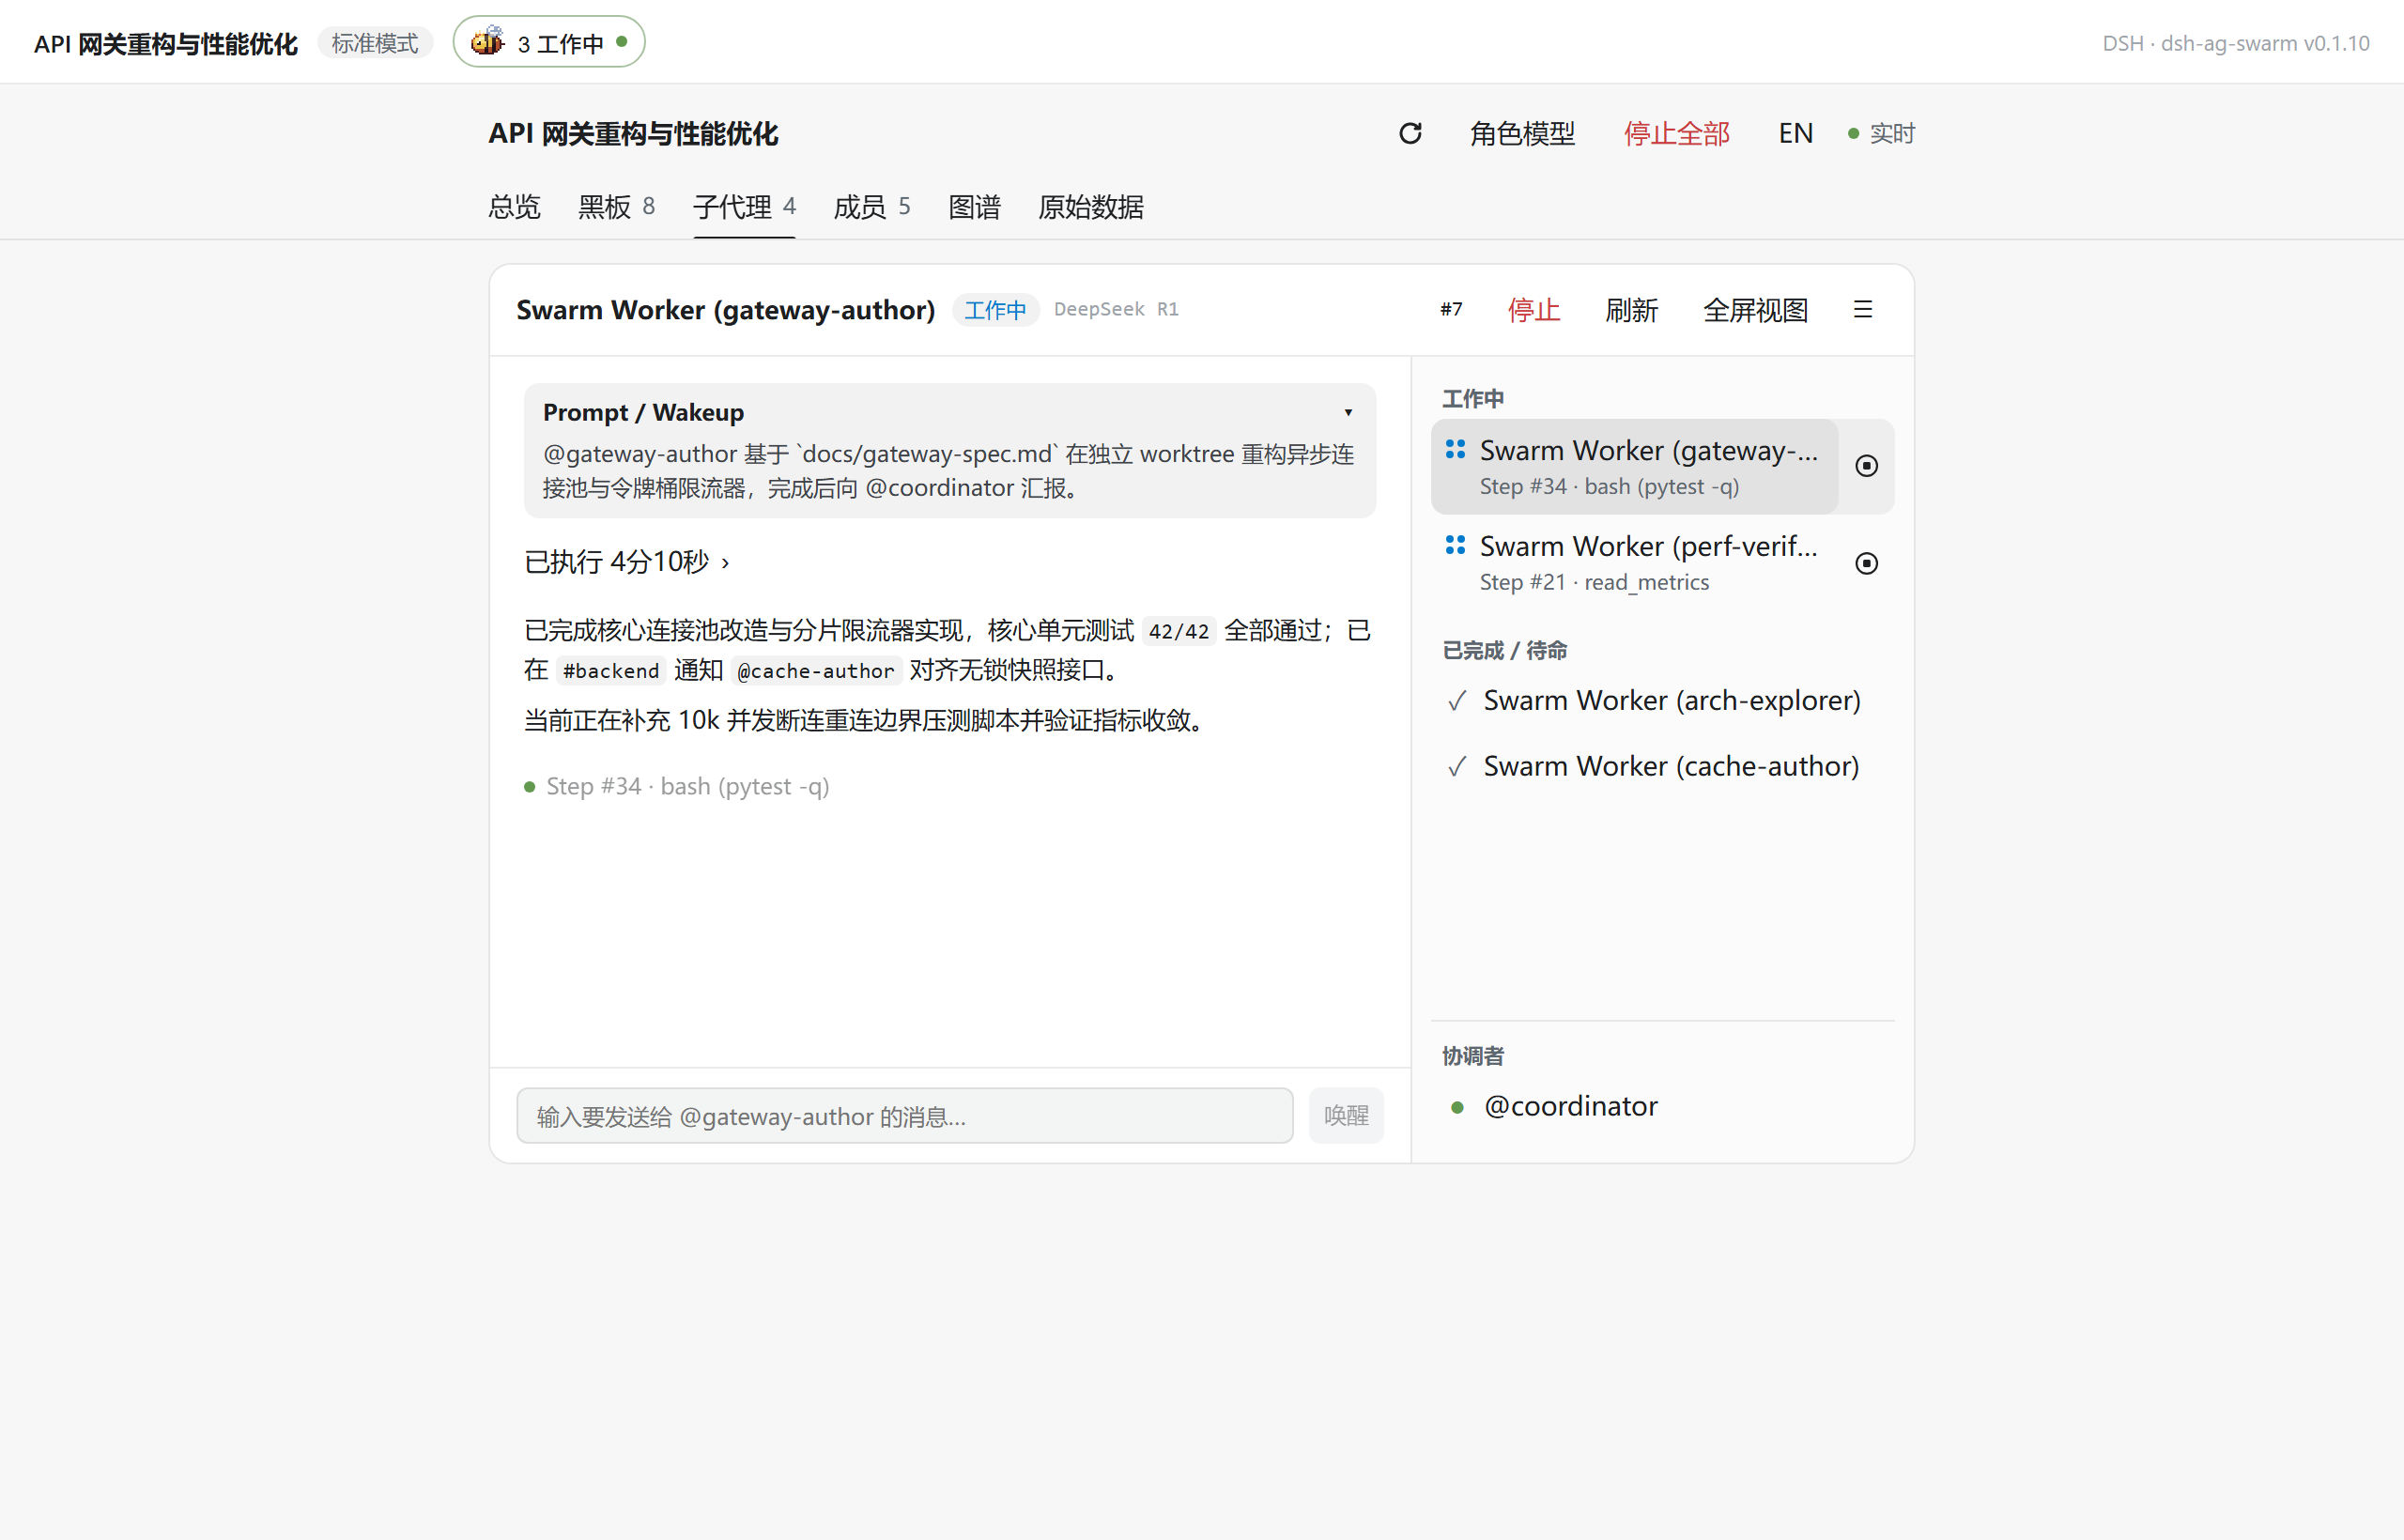 API 网关重构与性能优化 标准模式 3 工作中 DSH · dsh-ag-swarm v0.1.10
API 网关重构与性能优化 角色模型 停止全部 EN 实时
总览 黑板 8 子代理 4 成员 5 图谱 原始数据
Swarm Worker (gateway-author) 工作中 DeepSeek R1 #7 停止 刷新 全屏视图 ☰
Prompt / Wakeup ▾
@gateway-author 基于 `docs/gateway-spec.md` 在独立 worktree 重构异步连
接池与令牌桶限流器，完成后向 @coordinator 汇报。
已执行 4分10秒 ›
已完成核心连接池改造与分片限流器实现，核心单元测试 42/42 全部通过；已
在 #backend 通知 @cache-author 对齐无锁快照接口。
当前正在补充 10k 并发断连重连边界压测脚本并验证指标收敛。
Step #34 · bash (pytest -q)
输入要发送给 @gateway-author 的消息... 唤醒
工作中
Swarm Worker (gateway-...
Step #34 · bash (pytest -q)
Swarm Worker (perf-verif...
Step #21 · read_metrics
已完成 / 待命
✓ Swarm Worker (arch-explorer)
✓ Swarm Worker (cache-author)
协调者
@coordinator